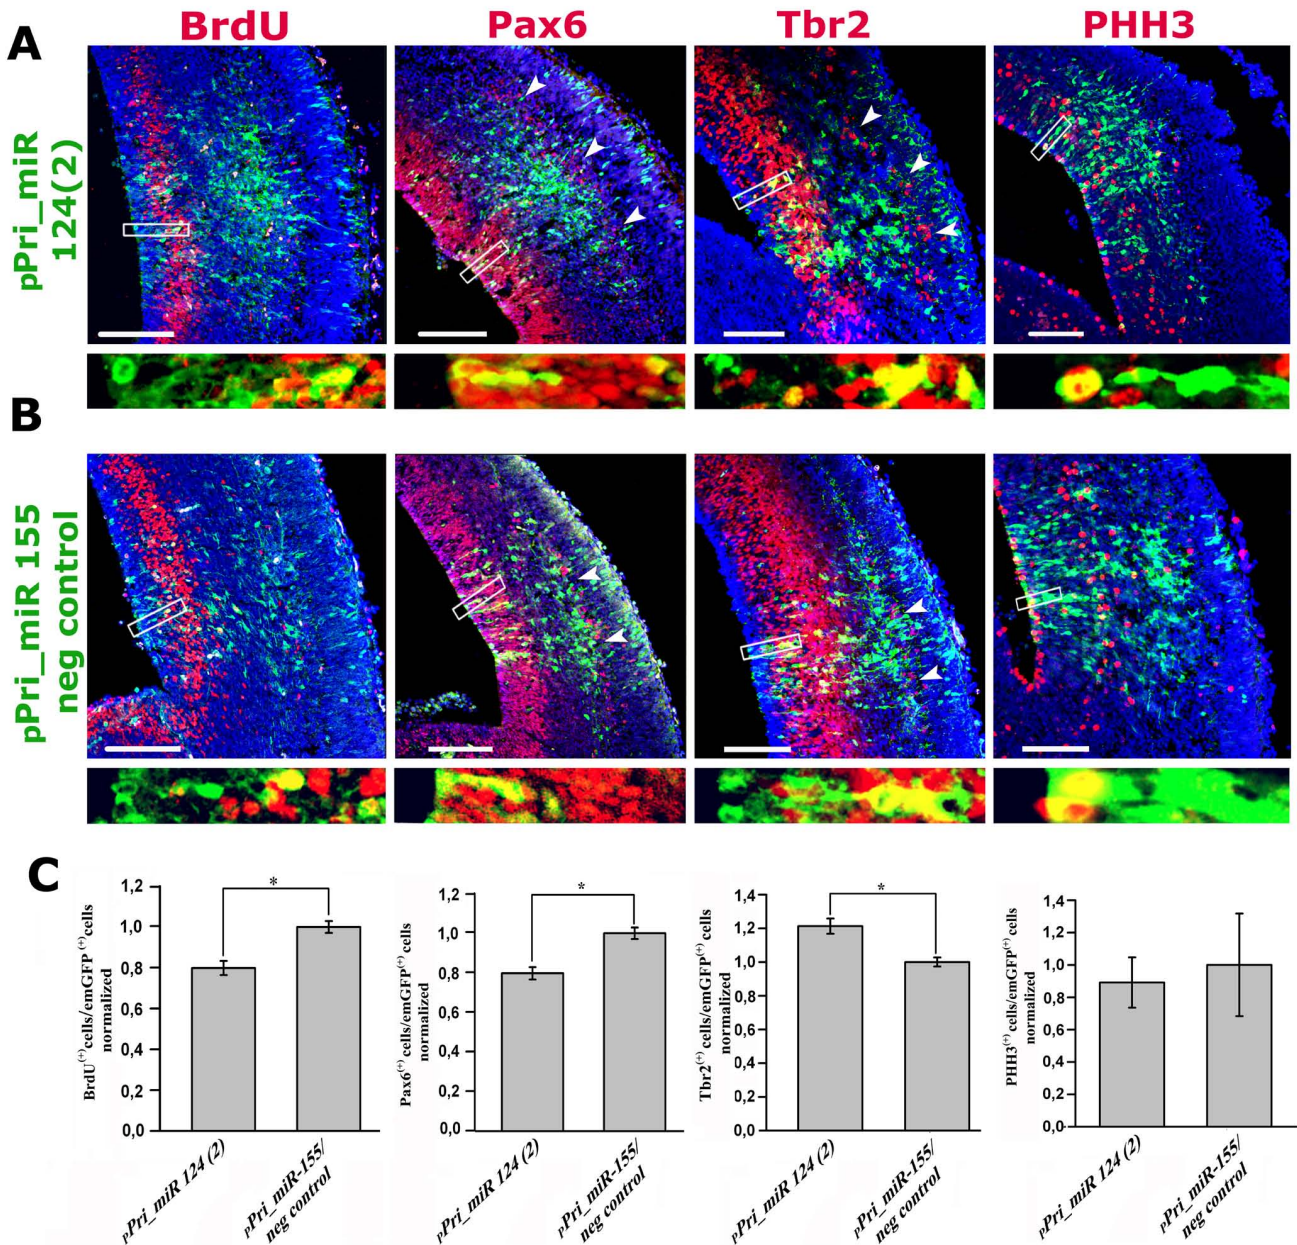 BrdU Pax6 Tbr2 PHH3
A
pPri_miR
124(2)
B
pPri_miR 155
neg control
C
BrdU(+)cells/emGFP(+)cells
normalized
1,2
1,0
0,8
0,6
0,4
0,2
0,0
*
pPri_miR 124 (2)
pPri_miR-155/
neg control
Pax6(+) cells/emGFP(+) cells
normalized
1,2
1,0
0,8
0,6
0,4
0,2
0,0
*
pPri_miR 124 (2)
pPri_miR-155/
neg control
Tbr2(+) cells/emGFP(+) cells
normalized
1,4
1,2
1,0
0,8
0,6
0,4
0,2
0,0
*
pPri_miR 124 (2)
pPri_miR-155/
neg control
PHH3(+) cells/emGFP(+) cells
normalized
1,4
1,2
1,0
0,8
0,6
0,4
0,2
0,0
pPri_miR 124 (2)
pPri_miR-155/
neg control